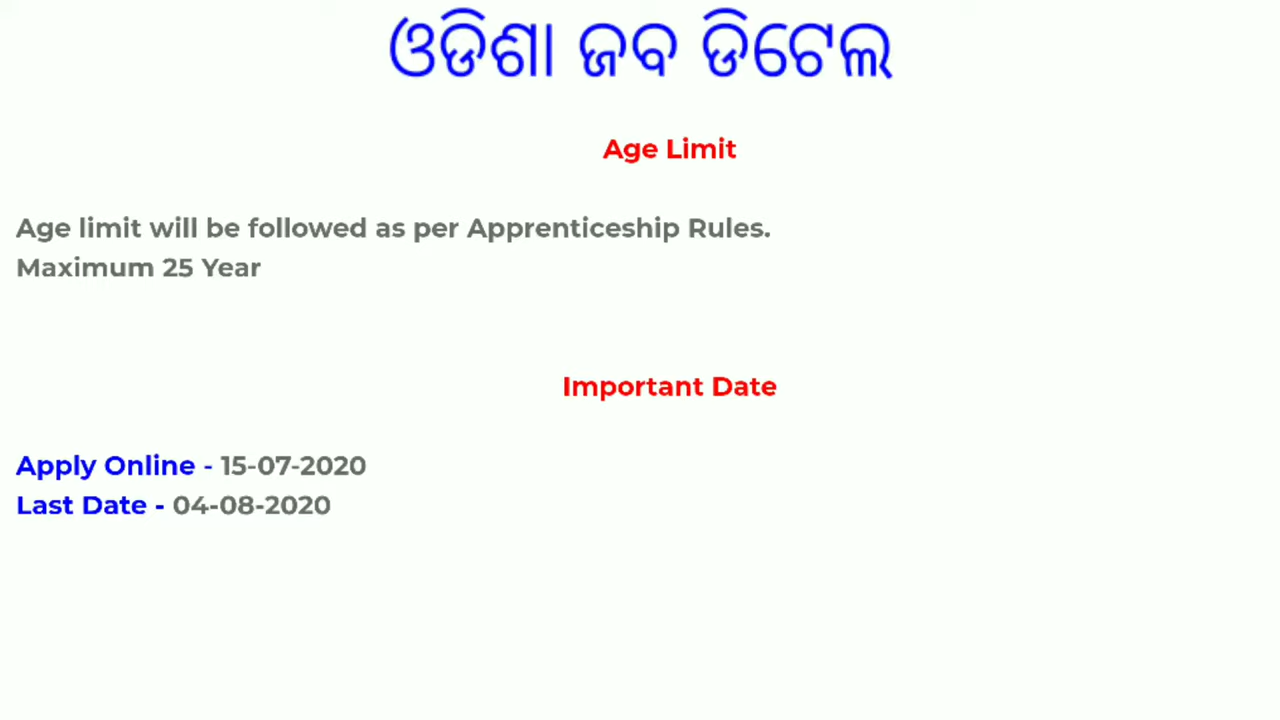 ଓଡିଶା ଜବ ଡିଟେଲ
Age Limit
Age limit will be followed as per Apprenticeship Rules.
Maximum 25 Year
Important Date
Apply Online - 15-07-2020
Last Date - 04-08-2020